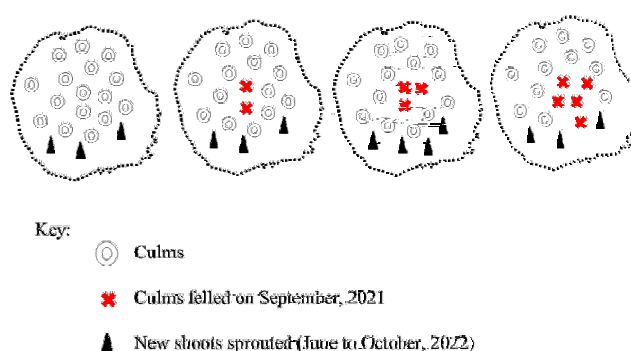 Key:
Culms
Culms felled on September, 2021
New shoots sprouted (June to October, 2022)